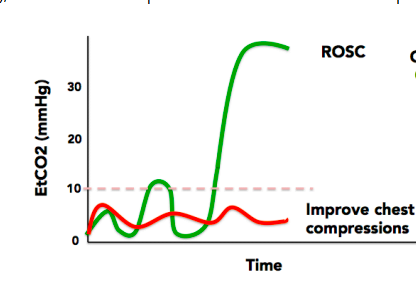 ROSC
30
EtCO2 (mmHg)
20
10
0
Improve chest
compressions
Time